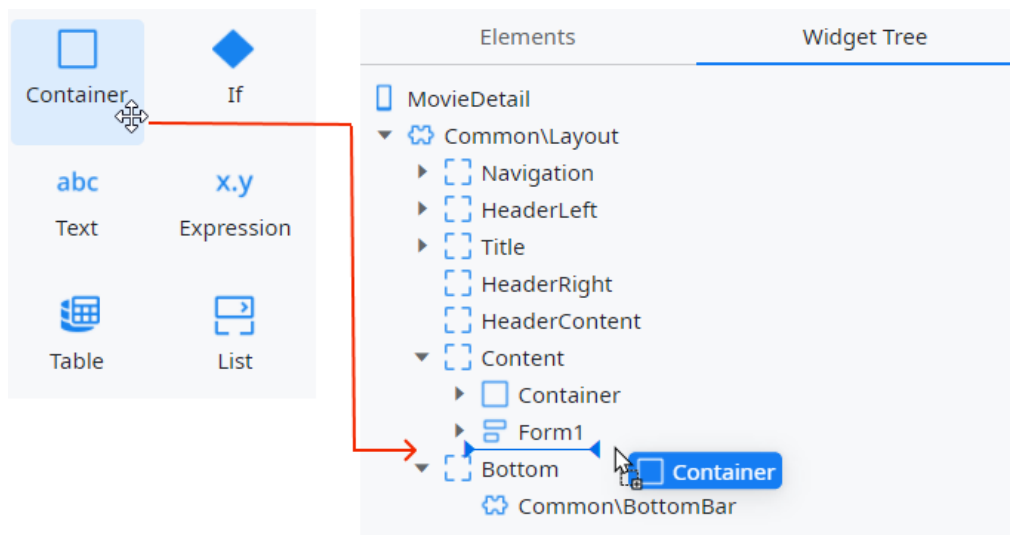 Container
If
abc
x.y
Text
Expression
Table
List
Elements
Widget Tree
MovieDetail
Common\Layout
Navigation
HeaderLeft
Title
HeaderRight
HeaderContent
Content
Container
Form1
Bottom
Container
Common\BottomBar